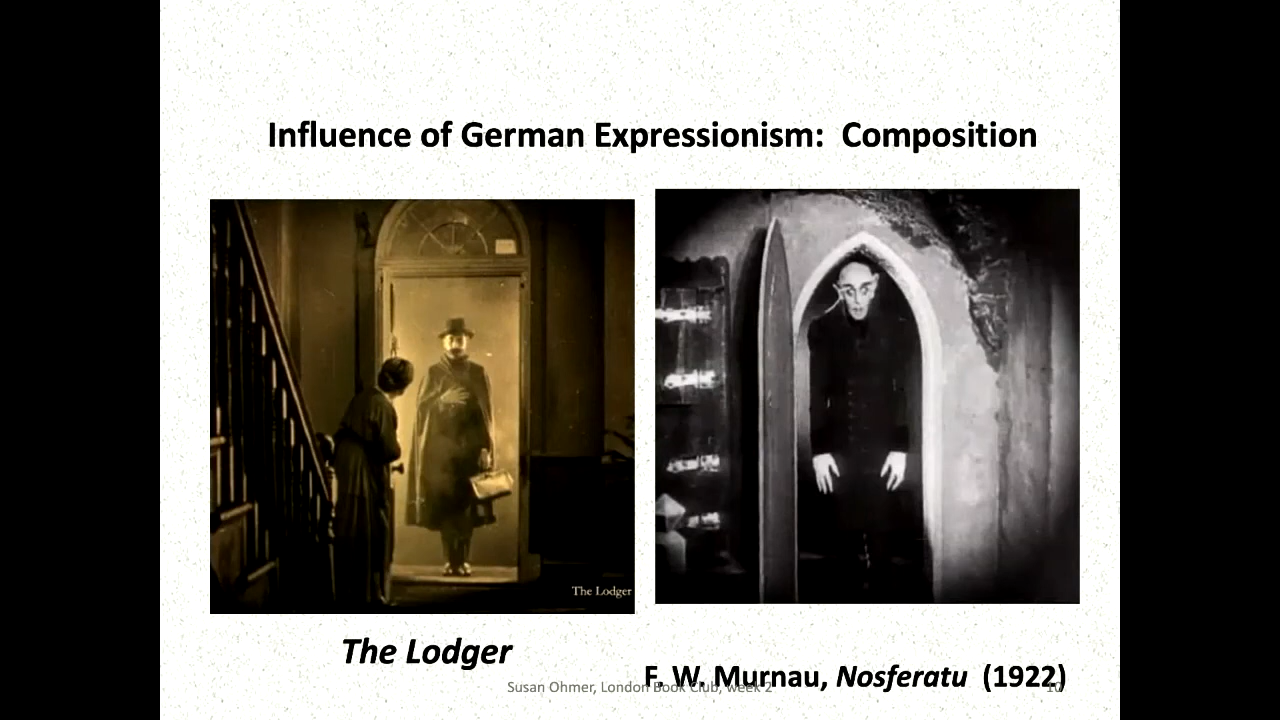 Influence of German Expressionism:  Composition
The Lodger
The Lodger
F. W. Murnau, Nosferatu (1922)
Susan Ohmer, London Book Club, week 2
10